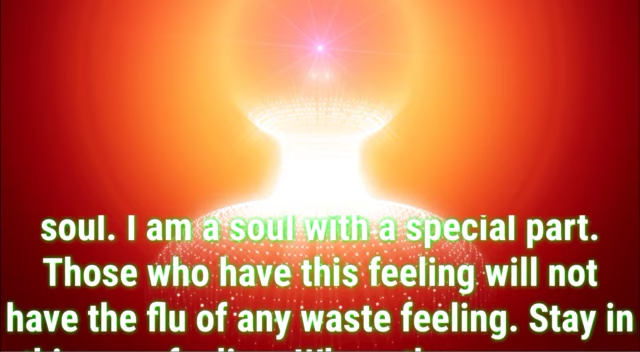 soul. I am a soul with a special part.
Those who have this feeling will not
have the flu of any waste feeling. Stay in